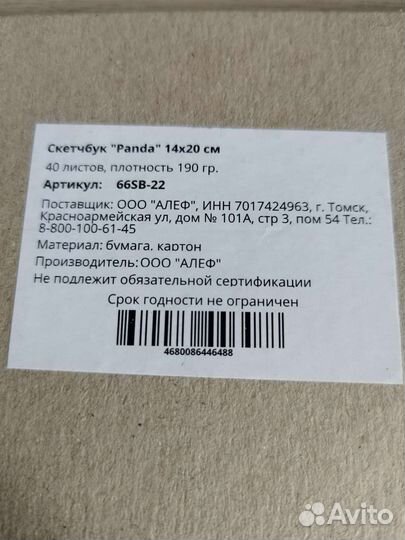 Скетчбук "Panda" 14х20 см
40 листов, плотность 190 гр.
Артикул: 66SB-22
Поставщик: ООО "АЛЕФ", ИНН 7017424963, г. Томск,
Красноармейская ул, дом № 101А, стр 3, пом 54 Тел.:
8-800-100-61-45
Материал: бумага, картон
Производитель:ООО "АЛЕФ"
Не подлежит обязательной сертификации
Срок годности не ограничен
4680086446488
Avito